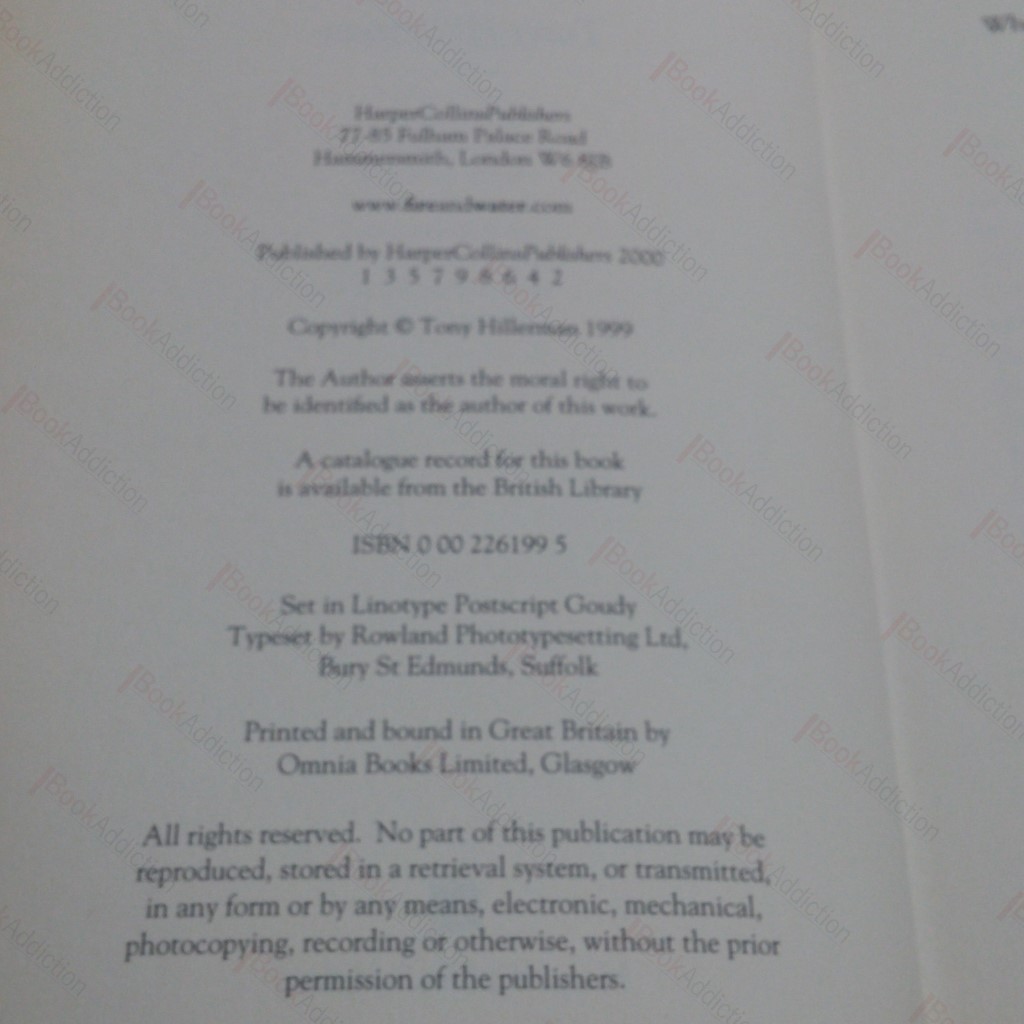 HarperCollinsPublishers
77-85 Fulham Palace Road
Hammersmith, London W6 8JB
www.fireandwater.com
Published by HarperCollinsPublishers 2000
1 3 5 7 9 8 6 4 2
Copyright © Tony Hillerman 1999
The Author asserts the moral right to
be identified as the author of this work.
A catalogue record for this book
is available from the British Library
ISBN 0 00 226199 5
Set in Linotype Postscript Goudy
Typeset by Rowland Phototypesetting Ltd,
Bury St Edmunds, Suffolk
Printed and bound in Great Britain by
Omnia Books Limited, Glasgow
All rights reserved. No part of this publication may be
reproduced, stored in a retrieval system, or transmitted,
in any form or by any means, electronic, mechanical,
photocopying, recording or otherwise, without the prior
permission of the publishers.
BookAddiction